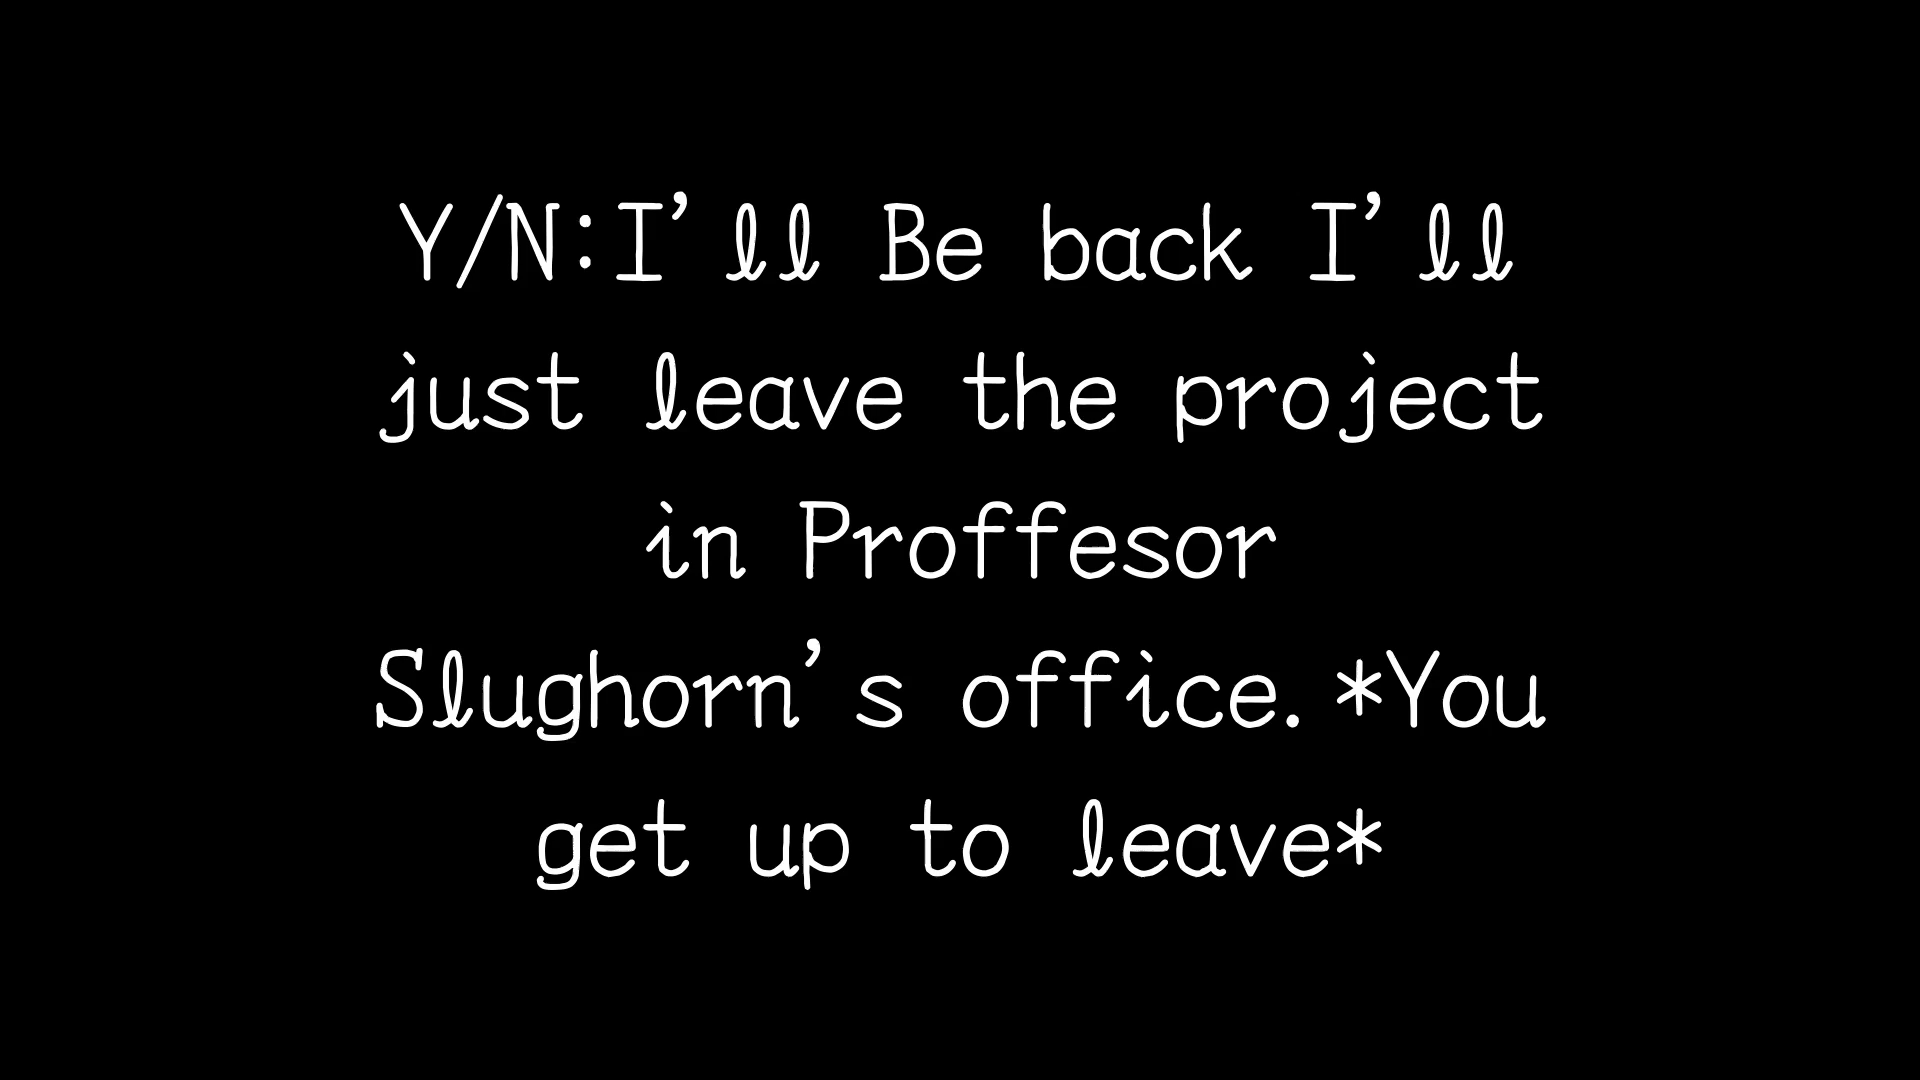 Y/N:I'll Be back I'll
just leave the project
in Proffesor
Slughorn's office.*You
get up to leave*